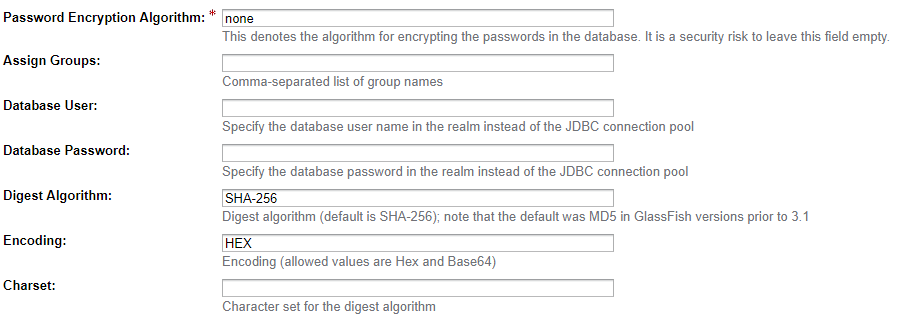 Password Encryption Algorithm: * none
This denotes the algorithm for encrypting the passwords in the database. It is a security risk to leave this field empty.
Assign Groups:
Comma-separated list of group names
Database User:
Specify the database user name in the realm instead of the JDBC connection pool
Database Password:
Specify the database password in the realm instead of the JDBC connection pool
Digest Algorithm: SHA-256
Digest algorithm (default is SHA-256); note that the default was MD5 in GlassFish versions prior to 3.1
Encoding: HEX
Encoding (allowed values are Hex and Base64)
Charset:
Character set for the digest algorithm